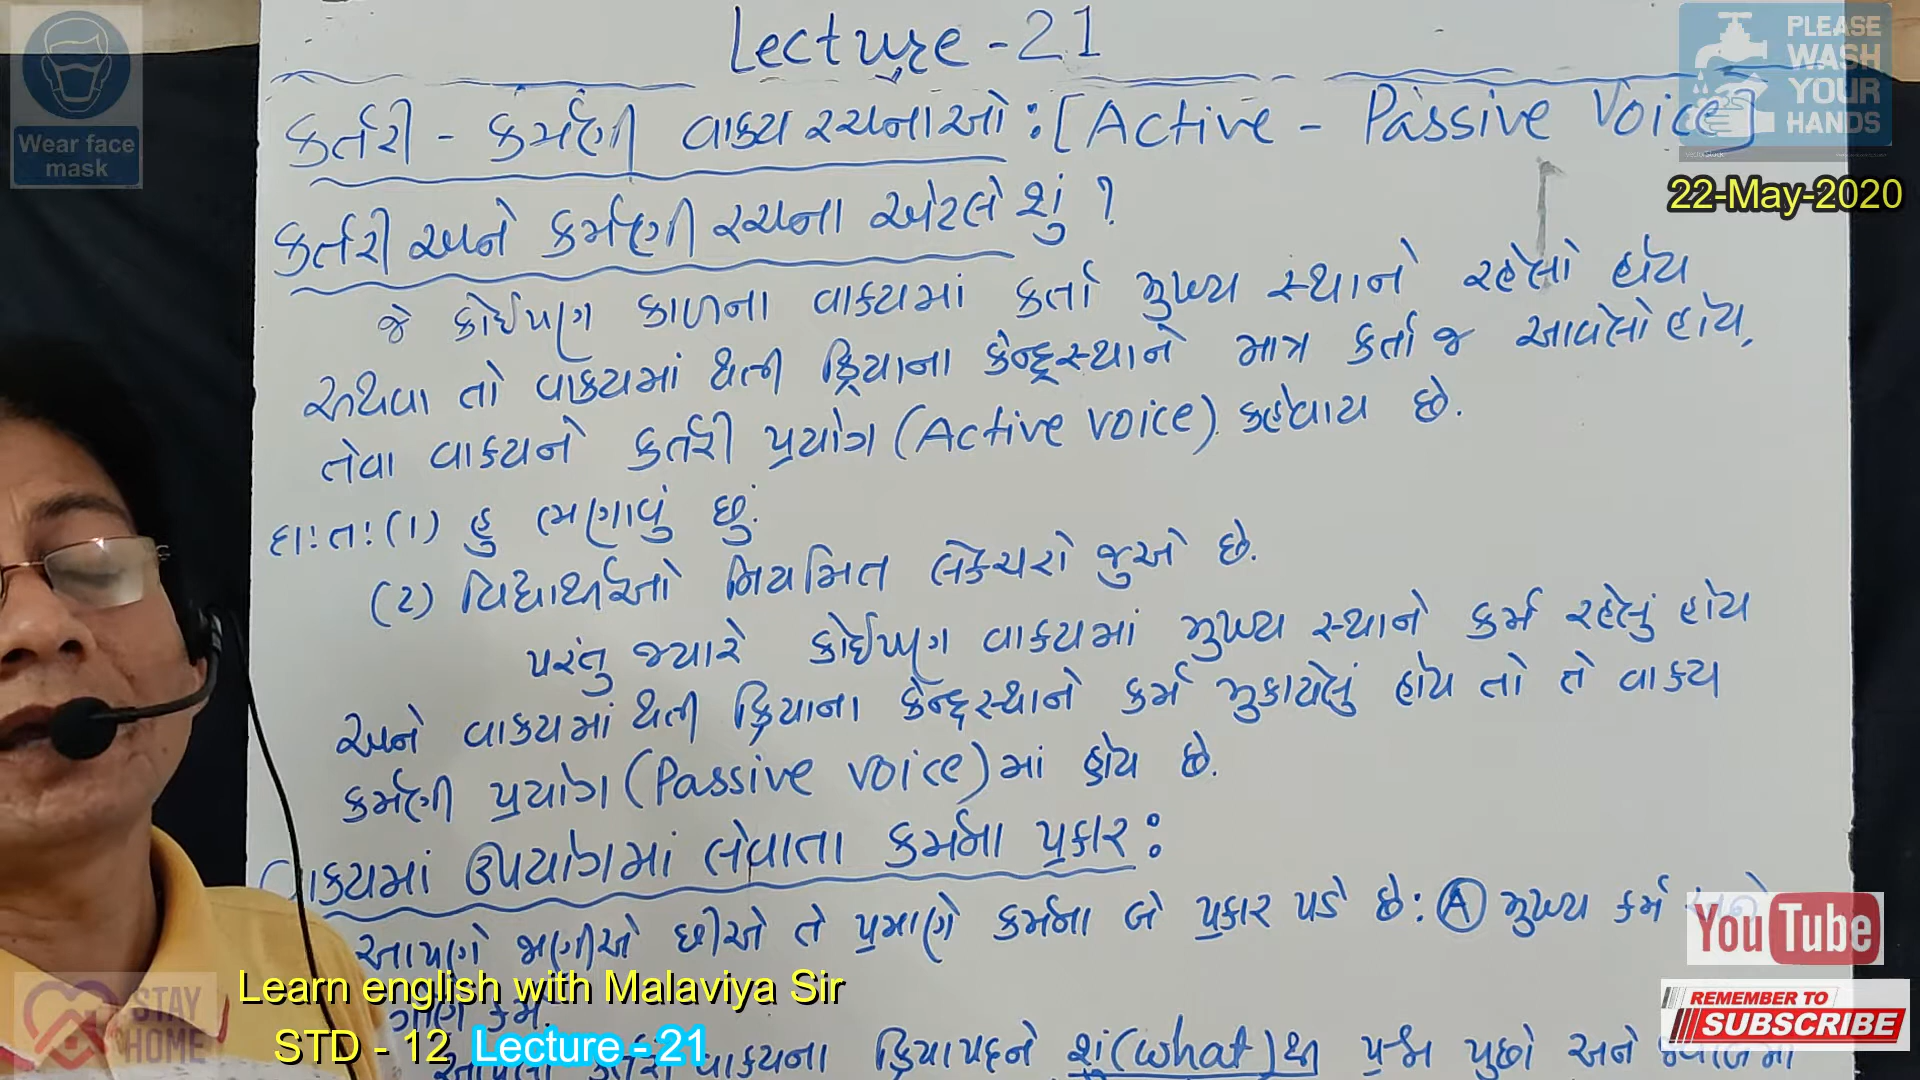 Lecture - 21
કર્તરી - કર્મણી વાક્ય રચનાઓ : [Active - Passive Voice]
કર્તરી અને કર્મણી રચના એટલે શું ?
જે કોઈપણ કાળના વાક્યમાં કર્તા મુખ્ય સ્થાને રહેલો હોય
અથવા તો વાક્યમાં થતી ક્રિયાના કેન્દ્રસ્થાને માત્ર કર્તા જ આવેલો હોય,
તેવા વાક્યને કર્તરી પ્રયોગ (Active voice) કહેવાય છે.
દા:ત: (1) હુ ભણાવું છું.
(2) વિદ્યાર્થીઓ નિયમિત લેક્ચરો જુએ છે.
પરંતુ જ્યારે કોઈપણ વાક્યમાં મુખ્ય સ્થાને કર્મ રહેલું હોય
અને વાક્યમાં થતી ક્રિયાના કેન્દ્રસ્થાને કર્મ મુકાયેલું હોય તો તે વાક્ય
કર્મણી પ્રયોગ (Passive voice) માં હોય છે.
વાક્યમાં ઉપયોગમાં લેવાતા કર્મના પ્રકાર :
આપણે જાણીએ છીએ તે પ્રમાણે કર્મના બે પ્રકાર પડે છે : (A) મુખ્ય કર્મ અને
ગૌણ કર્મ.
વાક્યના ક્રિયાપદને શું (what) થી પ્રશ્ન પુછો અને જવાબમાં
Wear face
mask
PLEASE
WASH
YOUR
HANDS
22-May-2020
STAY
HOME
Learn english with Malaviya Sir
STD - 12 Lecture - 21
YouTube
REMEMBER TO
SUBSCRIBE